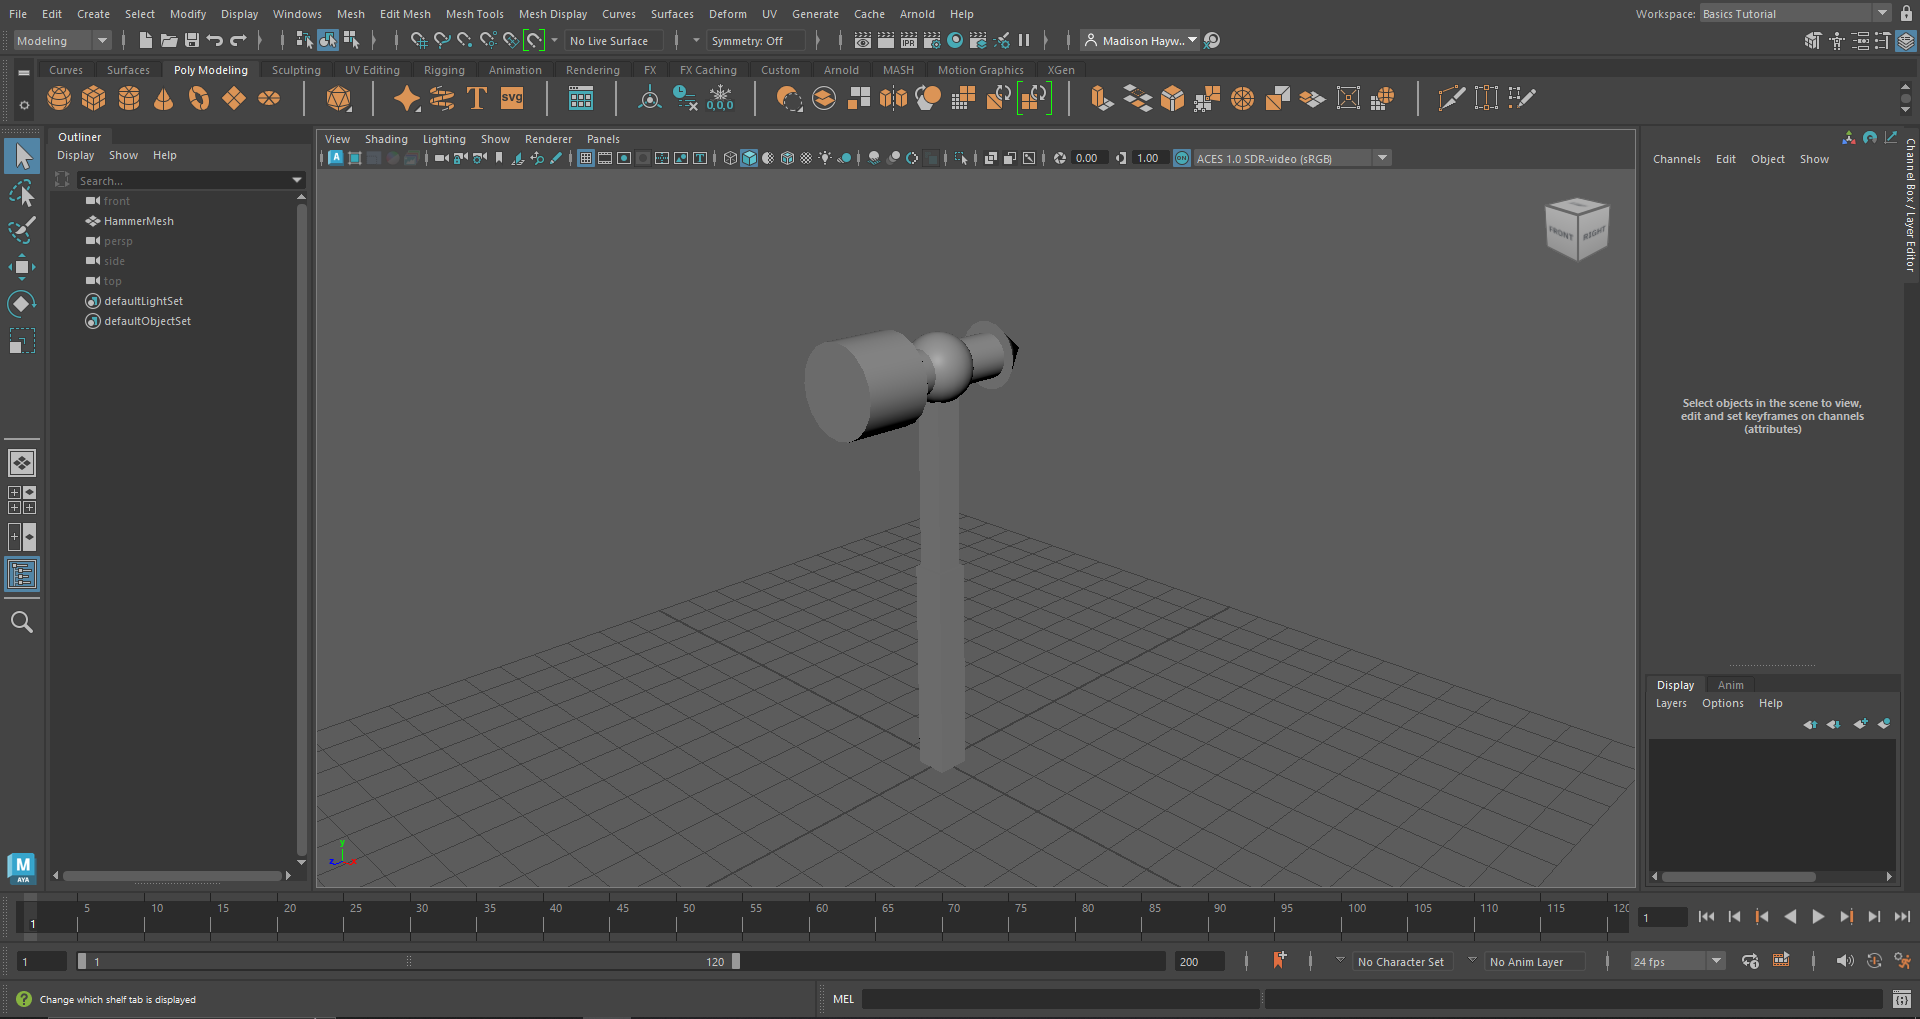 File Edit Create Select Modify Display Windows Mesh Edit Mesh Mesh Tools Mesh Display Curves Surfaces Deform UV Generate Cache Arnold Help Workspace: Basics Tutorial
Modeling No Live Surface Symmetry: Off IPR Madison Hayw..
Curves Surfaces Poly Modeling Sculpting UV Editing Rigging Animation Rendering FX FX Caching Custom Arnold MASH Motion Graphics XGen
T SVG 0,0,0
Outliner
Display Show Help
Search...
front
HammerMesh
persp
side
top
defaultLightSet
defaultObjectSet
View Shading Lighting Show Renderer Panels
A T 0.00 1.00 ON ACES 1.0 SDR-video (sRGB)
FRONT RIGHT
y
z
Channels Edit Object Show
Channel Box / Layer Editor
Select objects in the scene to view,
edit and set keyframes on channels
(attributes)
Display Anim
Layers Options Help
M
AYA
5 10 15 20 25 30 35 40 45 50 55 60 65 70 75 80 85 90 95 100 105 110 115 120
1 1
1 1 120 200 No Character Set No Anim Layer 24 fps
? Change which shelf tab is displayed MEL